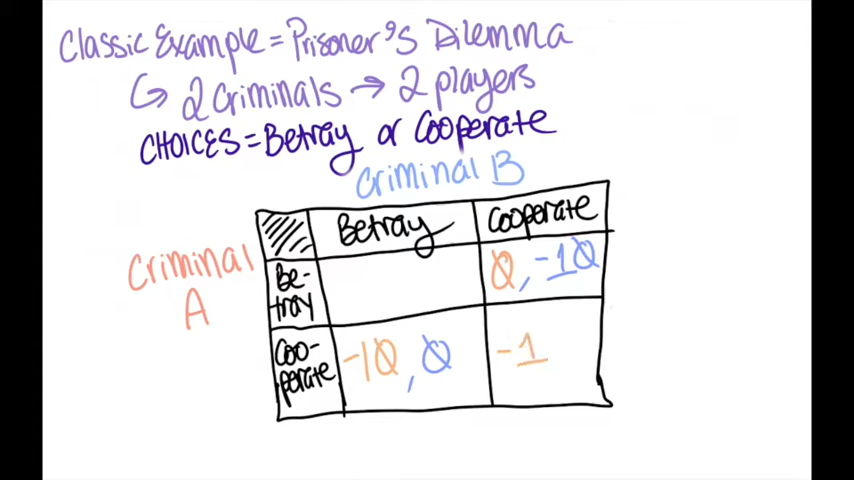 Classic Example = Prisoner's Dilemma
↳ 2 Criminals → 2 players
CHOICES = Betray or Cooperate
Criminal B
Betray Cooperate
Criminal
A
Be-
tray
0, -10
Coo-
perate
-10, 0
-1